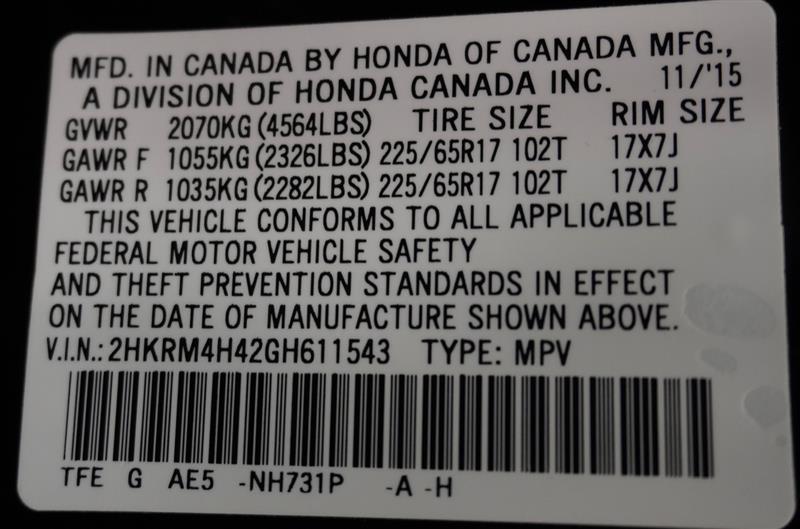 MFD. IN CANADA BY HONDA OF CANADA MFG.,
A DIVISION OF HONDA CANADA INC. 11/'15
GVWR 2070KG (4564LBS) TIRE SIZE RIM SIZE
GAWR F 1055KG (2326LBS) 225/65R17 102T 17X7J
GAWR R 1035KG (2282LBS) 225/65R17 102T 17X7J
THIS VEHICLE CONFORMS TO ALL APPLICABLE
FEDERAL MOTOR VEHICLE SAFETY
AND THEFT PREVENTION STANDARDS IN EFFECT
ON THE DATE OF MANUFACTURE SHOWN ABOVE.
V.I.N.: 2HKRM4H42GH611543 TYPE: MPV
TFE G AE5 -NH731P -A -H